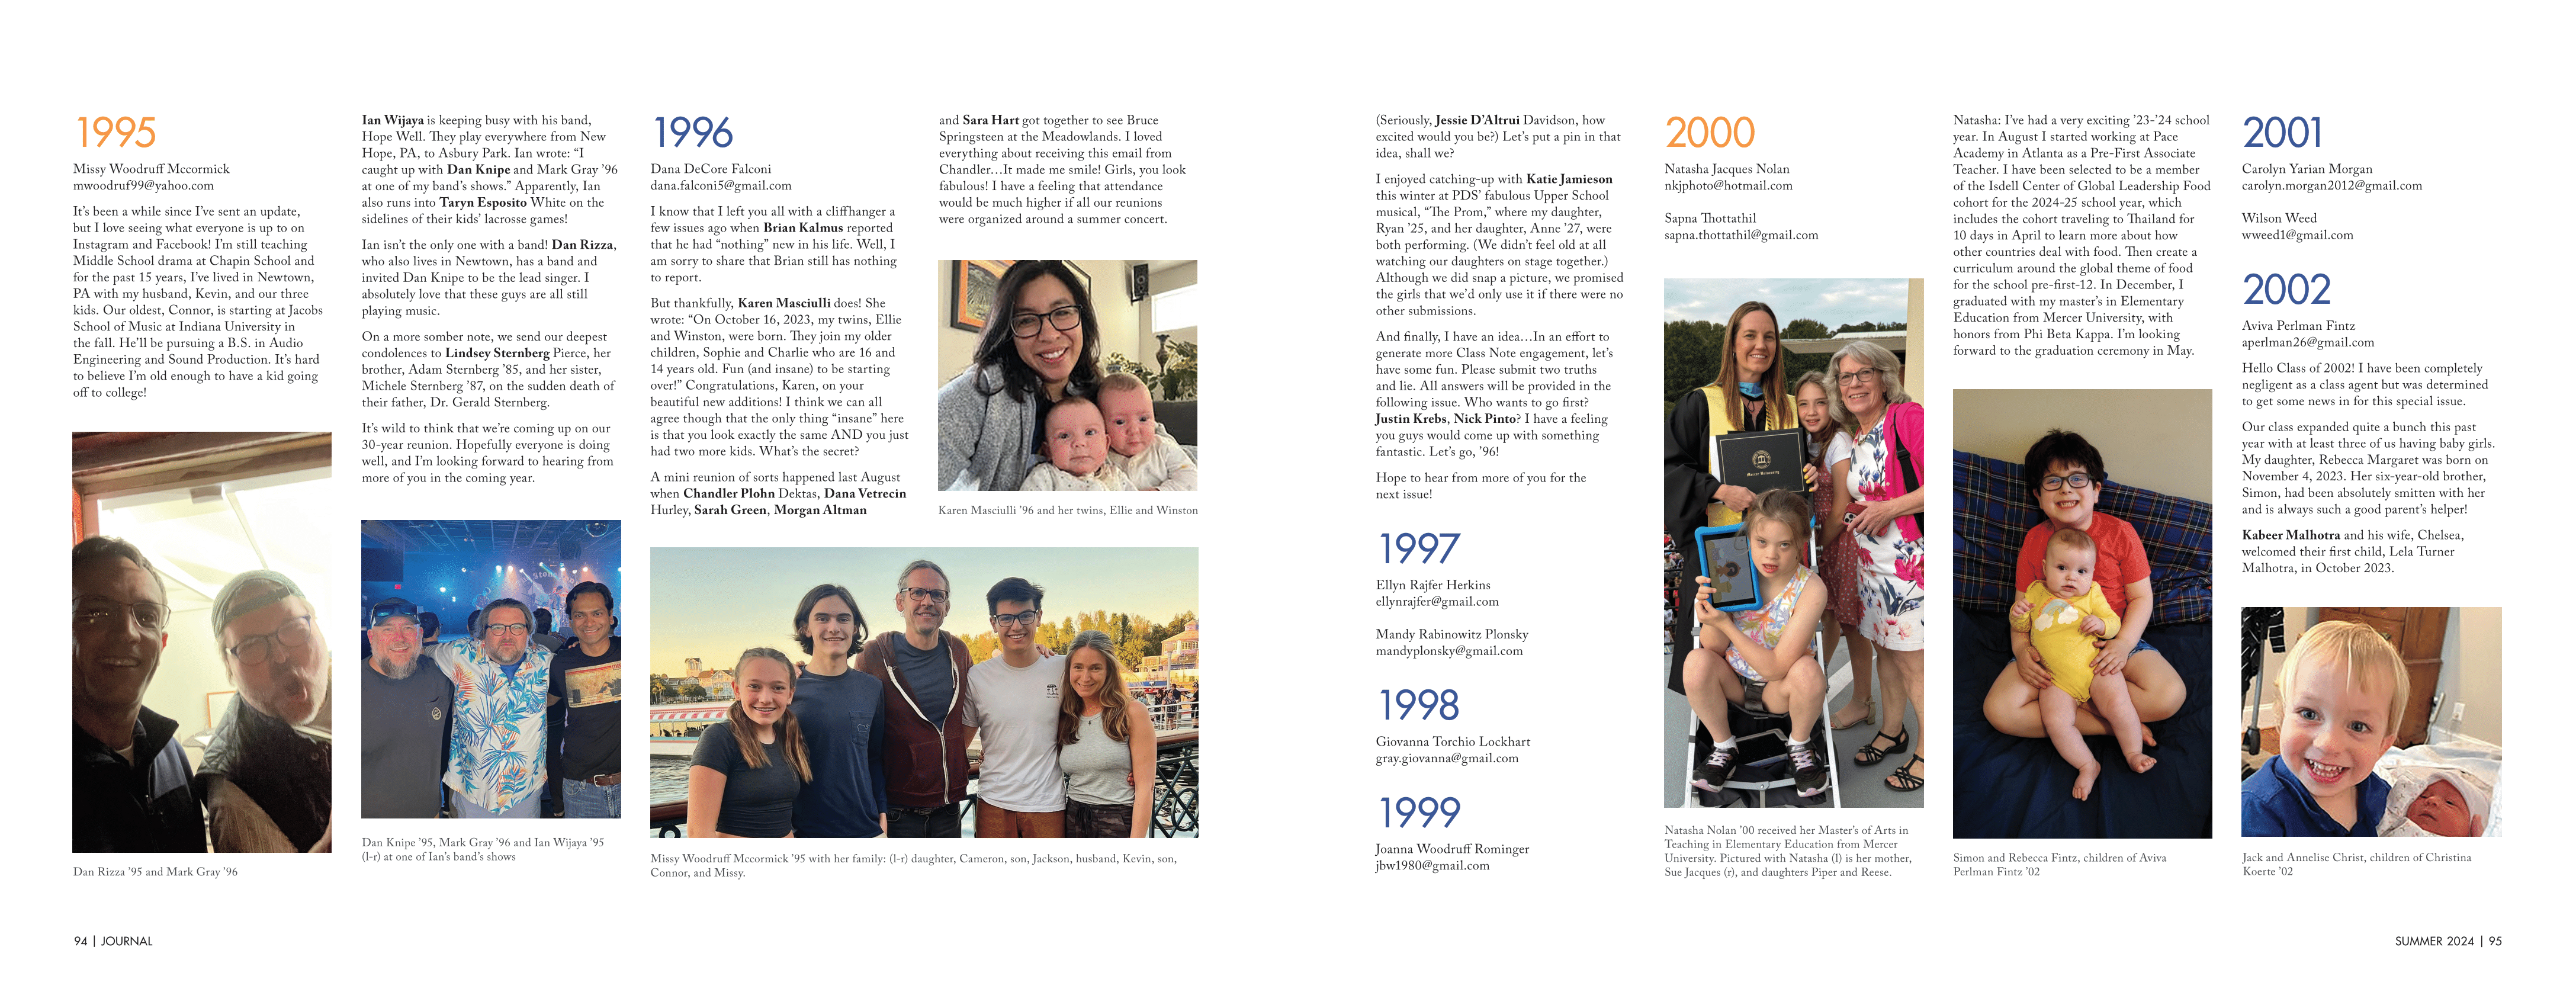 1995
Missy Woodruff Mccormick
mwoodruf99@yahoo.com
It's been a while since I've sent an update,
but I love seeing what everyone is up to on
Instagram and Facebook! I'm still teaching
Middle School drama at Chapin School and
for the past 15 years, I've lived in Newtown,
PA with my husband, Kevin, and our three
kids. Our oldest, Connor, is starting at Jacobs
School of Music at Indiana University in
the fall. He'll be pursuing a B.S. in Audio
Engineering and Sound Production. It's hard
to believe I'm old enough to have a kid going
off to college!
Dan Rizza '95 and Mark Gray '96
Ian Wijaya is keeping busy with his band,
Hope Well. They play everywhere from New
Hope, PA, to Asbury Park. Ian wrote: “I
caught up with Dan Knipe and Mark Gray '96
at one of my band's shows.” Apparently, Ian
also runs into Taryn Esposito White on the
sidelines of their kids' lacrosse games!
Ian isn't the only one with a band! Dan Rizza,
who also lives in Newtown, has a band and
invited Dan Knipe to be the lead singer. I
absolutely love that these guys are all still
playing music.
On a more somber note, we send our deepest
condolences to Lindsey Sternberg Pierce, her
brother, Adam Sternberg '85, and her sister,
Michele Sternberg '87, on the sudden death of
their father, Dr. Gerald Sternberg.
It's wild to think that we're coming up on our
30-year reunion. Hopefully everyone is doing
well, and I'm looking forward to hearing from
more of you in the coming year.
Dan Knipe '95, Mark Gray '96 and Ian Wijaya '95
(l-r) at one of Ian's band's shows
1996
Dana DeCore Falconi
dana.falconi5@gmail.com
I know that I left you all with a cliffhanger a
few issues ago when Brian Kalmus reported
that he had “nothing” new in his life. Well, I
am sorry to share that Brian still has nothing
to report.
But thankfully, Karen Masciulli does! She
wrote: “On October 16, 2023, my twins, Ellie
and Winston, were born. They join my older
children, Sophie and Charlie who are 16 and
14 years old. Fun (and insane) to be starting
over!” Congratulations, Karen, on your
beautiful new additions! I think we can all
agree though that the only thing “insane” here
is that you look exactly the same AND you just
had two more kids. What's the secret?
A mini reunion of sorts happened last August
when Chandler Plohn Dektas, Dana Vetrecin
Hurley, Sarah Green, Morgan Altman
and Sara Hart got together to see Bruce
Springsteen at the Meadowlands. I loved
everything about receiving this email from
Chandler…It made me smile! Girls, you look
fabulous! I have a feeling that attendance
would be much higher if all our reunions
were organized around a summer concert.
Karen Masciulli '96 and her twins, Ellie and Winston
Missy Woodruff Mccormick '95 with her family: (l-r) daughter, Cameron, son, Jackson, husband, Kevin, son,
Connor, and Missy.
94 | JOURNAL
(Seriously, Jessie D'Altrui Davidson, how
excited would you be?) Let's put a pin in that
idea, shall we?
I enjoyed catching-up with Katie Jamieson
this winter at PDS' fabulous Upper School
musical, “The Prom,” where my daughter,
Ryan '25, and her daughter, Anne '27, were
both performing. (We didn't feel old at all
watching our daughters on stage together.)
Although we did snap a picture, we promised
the girls that we'd only use it if there were no
other submissions.
And finally, I have an idea…In an effort to
generate more Class Note engagement, let's
have some fun. Please submit two truths
and lie. All answers will be provided in the
following issue. Who wants to go first?
Justin Krebs, Nick Pinto? I have a feeling
you guys would come up with something
fantastic. Let's go, '96!
Hope to hear from more of you for the
next issue!
1997
Ellyn Rajfer Herkins
ellynrajfer@gmail.com
Mandy Rabinowitz Plonsky
mandyplonsky@gmail.com
1998
Giovanna Torchio Lockhart
gray.giovanna@gmail.com
1999
Joanna Woodruff Rominger
jbw1980@gmail.com
2000
Natasha Jacques Nolan
nkjphoto@hotmail.com
Sapna Thottathil
sapna.thottathil@gmail.com
Mercer University
Natasha Nolan '00 received her Master's of Arts in
Teaching in Elementary Education from Mercer
University. Pictured with Natasha (l) is her mother,
Sue Jacques (r), and daughters Piper and Reese.
Natasha: I've had a very exciting '23-'24 school
year. In August I started working at Pace
Academy in Atlanta as a Pre-First Associate
Teacher. I have been selected to be a member
of the Isdell Center of Global Leadership Food
cohort for the 2024-25 school year, which
includes the cohort traveling to Thailand for
10 days in April to learn more about how
other countries deal with food. Then create a
curriculum around the global theme of food
for the school pre-first-12. In December, I
graduated with my master's in Elementary
Education from Mercer University, with
honors from Phi Beta Kappa. I'm looking
forward to the graduation ceremony in May.
Simon and Rebecca Fintz, children of Aviva
Perlman Fintz '02
2001
Carolyn Yarian Morgan
carolyn.morgan2012@gmail.com
Wilson Weed
wweed1@gmail.com
2002
Aviva Perlman Fintz
aperlman26@gmail.com
Hello Class of 2002! I have been completely
negligent as a class agent but was determined
to get some news in for this special issue.
Our class expanded quite a bunch this past
year with at least three of us having baby girls.
My daughter, Rebecca Margaret was born on
November 4, 2023. Her six-year-old brother,
Simon, had been absolutely smitten with her
and is always such a good parent's helper!
Kabeer Malhotra and his wife, Chelsea,
welcomed their first child, Lela Turner
Malhotra, in October 2023.
Jack and Annelise Christ, children of Christina
Koerte '02
SUMMER 2024 | 95